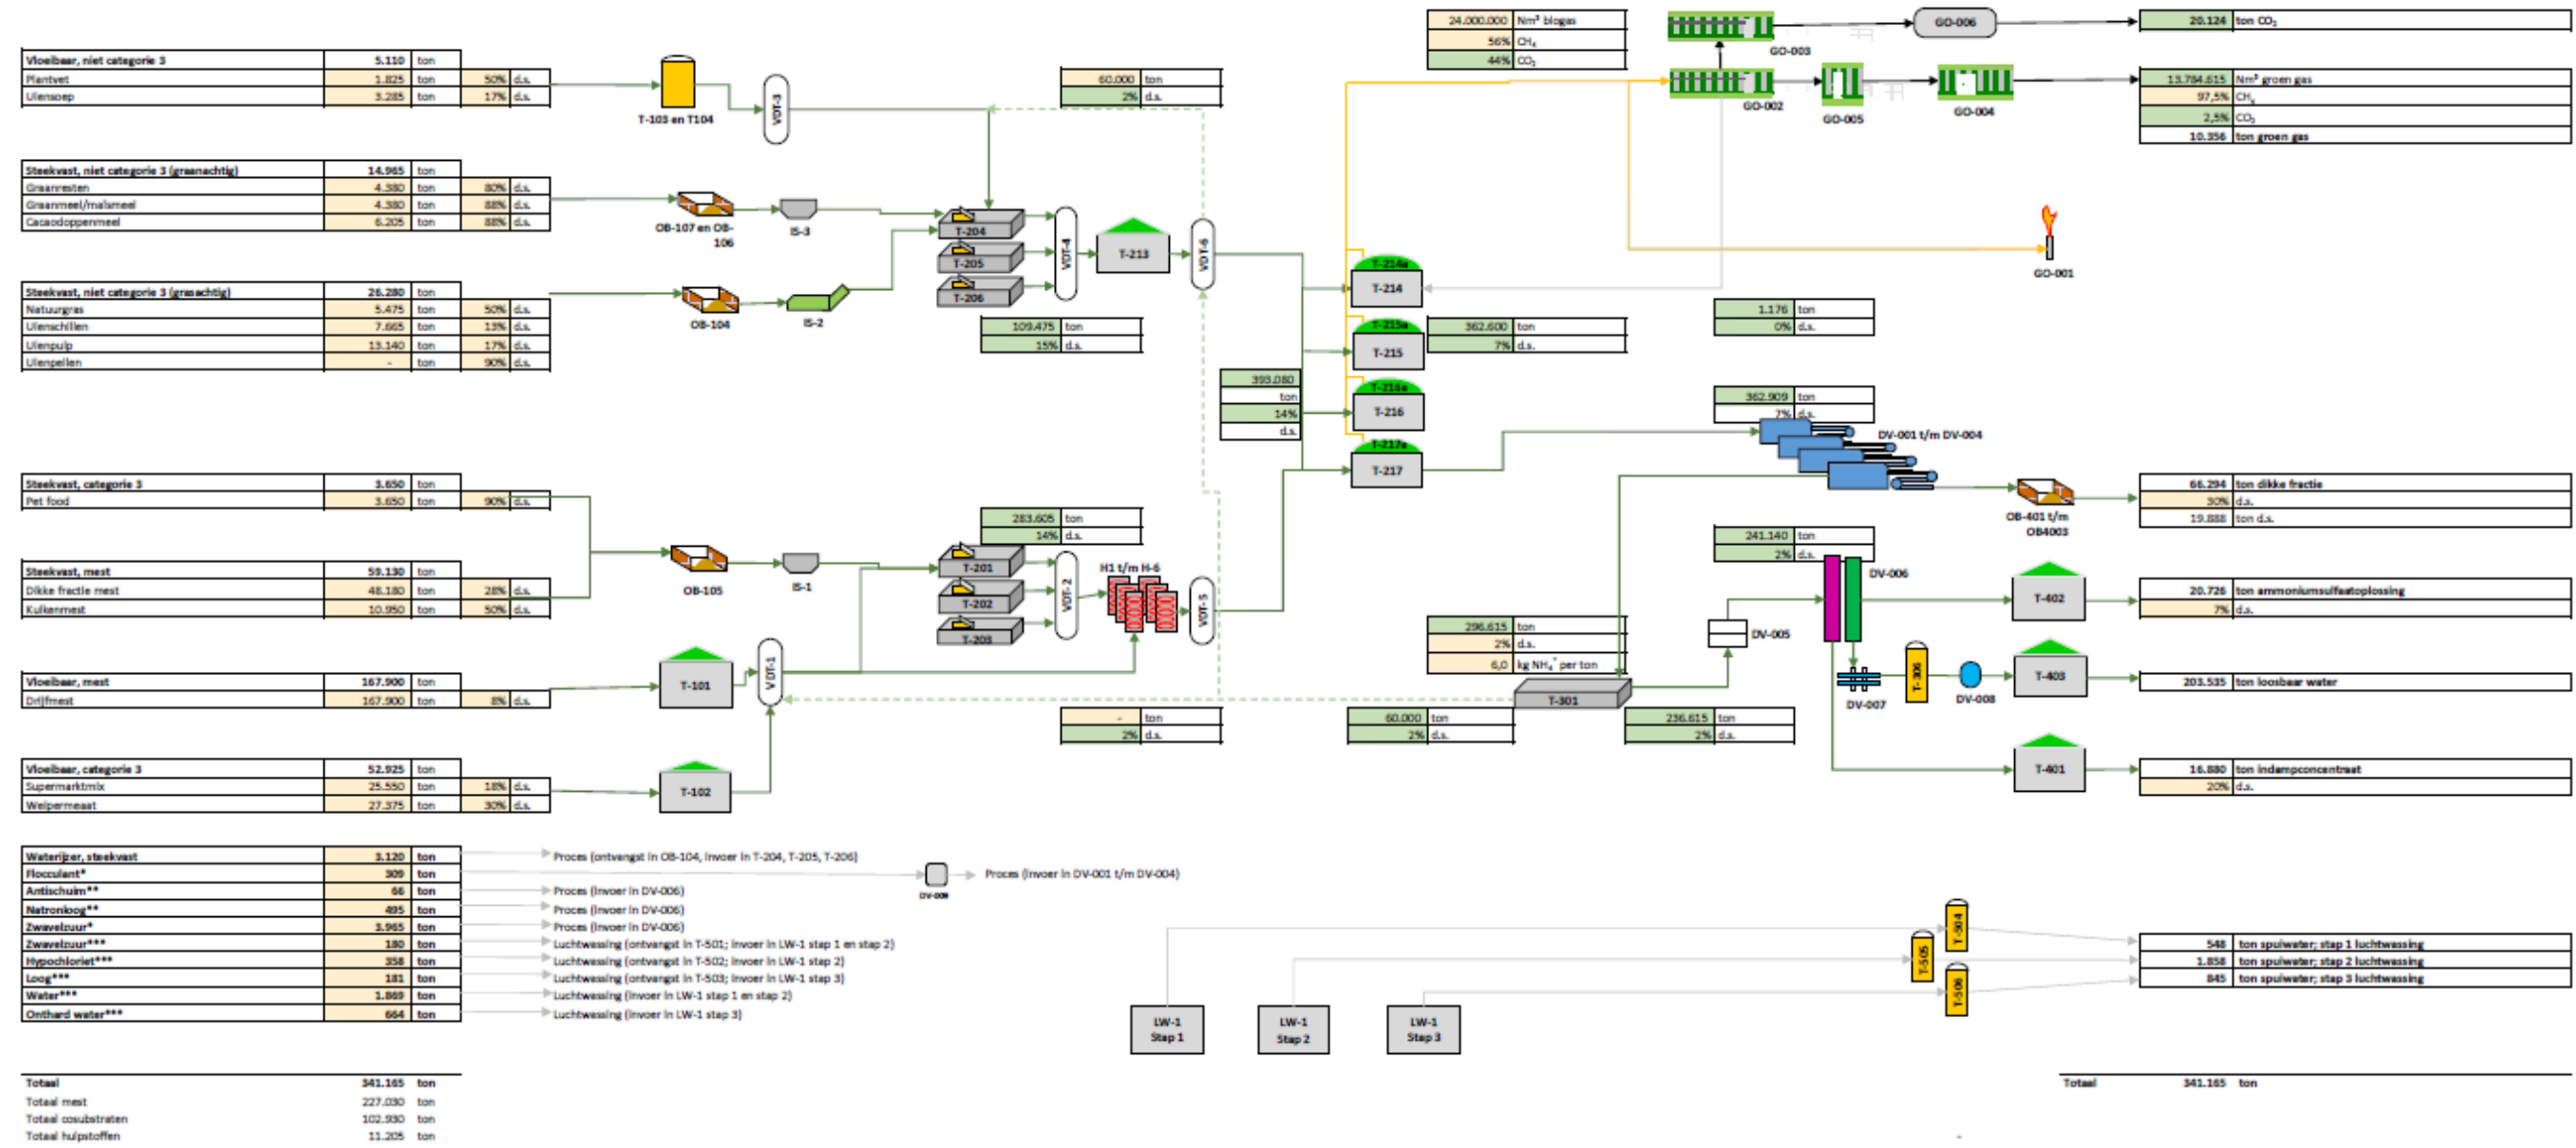 Vloeibaar, niet categorie 3 5.110 ton
Plantvet 1.825 ton 50% d.s.
Uiensoep 3.285 ton 17% d.s.
T-103 en T104
VDT-3
60.000 ton
2% d.s.
24.000.000 Nm³ biogas
56% CH₄
44% CO₂
GO-003
GO-006
20.124 ton CO₂
GO-002
GO-005
GO-004
13.784.615 Nm³ groen gas
97,5% CH₄
2,5% CO₂
10.356 ton groen gas
Steekvast, niet categorie 3 (graanachtig) 14.965 ton
Graanresten 4.380 ton 80% d.s.
Graanmeel/maïsmeel 4.380 ton 88% d.s.
Cacaodoppenmeel 6.205 ton 88% d.s.
OB-107 en OB-
106
IS-3
T-204
T-205
T-206
VDT-4
T-213
VDT-6
GO-001
Steekvast, niet categorie 3 (grasachtig) 26.280 ton
Natuurgras 5.475 ton 50% d.s.
Uienschillen 7.665 ton 13% d.s.
Uienpulp 13.140 ton 17% d.s.
Uienpellen - ton 90% d.s.
OB-104
IS-2
109.475 ton
15% d.s.
T-214a
T-214
T-215a
T-215
362.600 ton
7% d.s.
1.176 ton
0% d.s.
393.080
ton
14%
d.s.
T-216a
T-216
T-217a
T-217
362.909 ton
7% d.s.
DV-001 t/m DV-004
Steekvast, categorie 3 3.650 ton
Pet food 3.650 ton 90% d.s.
OB-401 t/m
OB4003
66.294 ton dikke fractie
30% d.s.
19.888 ton d.s.
283.605 ton
14% d.s.
Steekvast, mest 59.130 ton
Dikke fractie mest 48.180 ton 28% d.s.
Kuikenmest 10.950 ton 50% d.s.
OB-105
IS-1
T-201
T-202
T-203
VDT-2
H1 t/m H-6
VDT-5
241.140 ton
2% d.s.
DV-006
DV-005
T-402
20.726 ton ammoniumsulfaatoplossing
7% d.s.
296.615 ton
2% d.s.
6,0 kg NH₄⁺ per ton
Vloeibaar, mest 167.900 ton
Drijfmest 167.900 ton 8% d.s.
T-101
VDT-1
T-301
DV-007
T-306
DV-008
T-403
203.535 ton loosbaar water
- ton
2% d.s.
60.000 ton
2% d.s.
236.615 ton
2% d.s.
Vloeibaar, categorie 3 52.925 ton
Supermarktmix 25.550 ton 18% d.s.
Weipermeaat 27.375 ton 30% d.s.
T-102
T-401
16.880 ton indampconcentraat
20% d.s.
Waterijzer, steekvast 3.120 ton Proces (ontvangst in OB-104, invoer in T-204, T-205, T-206)
Flocculant* 309 ton
DV-009
Proces (invoer in DV-001 t/m DV-004)
Antischuim** 66 ton Proces (invoer in DV-006)
Natronloog** 495 ton Proces (invoer in DV-006)
Zwavelzuur* 3.965 ton Proces (invoer in DV-006)
Zwavelzuur*** 180 ton Luchtwassing (ontvangst in T-501; invoer in LW-1 stap 1 en stap 2)
Hypochloriet*** 358 ton Luchtwassing (ontvangst in T-502; invoer in LW-1 stap 2)
Loog*** 181 ton Luchtwassing (ontvangst in T-503; invoer in LW-1 stap 3)
Water*** 1.869 ton Luchtwassing (invoer in LW-1 stap 1 en stap 2)
Onthard water*** 664 ton Luchtwassing (invoer in LW-1 stap 3)
LW-1
Stap 1
LW-1
Stap 2
LW-1
Stap 3
T-504
T-505
T-506
548 ton spuiwater; stap 1 luchtwassing
1.858 ton spuiwater; stap 2 luchtwassing
845 ton spuiwater; stap 3 luchtwassing
Totaal 341.165 ton
Totaal mest 227.030 ton
Totaal cosubstraten 102.930 ton
Totaal hulpstoffen 11.205 ton
Totaal 341.165 ton
-